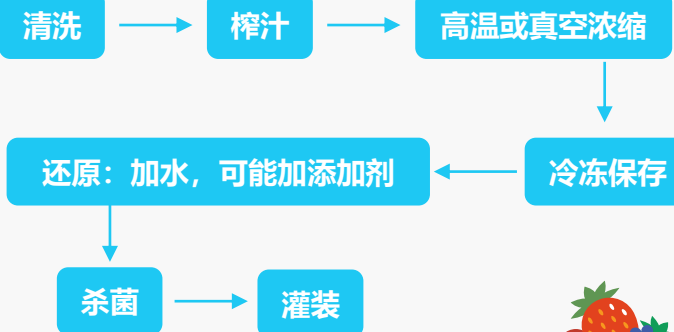 清洗
榨汁
高温或真空浓缩
冷冻保存
还原：加水，可能加添加剂
杀菌
灌装